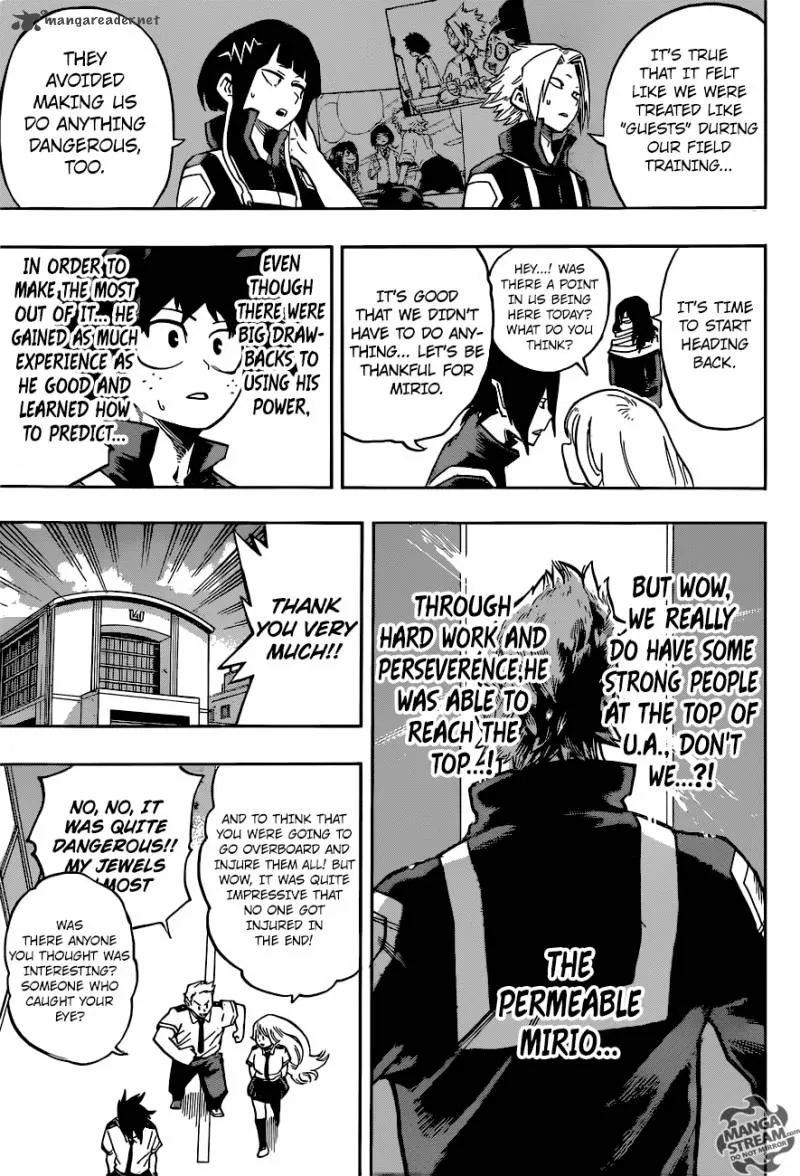 mangareader.net
IT'S TRUE
THAT IT FELT
LIKE WE WERE
TREATED LIKE
"GUESTS" DURING
OUR FIELD
TRAINING...
THEY
AVOIDED
MAKING US
DO ANYTHING
DANGEROUS,
TOO.
IT'S TIME
TO START
HEADING
BACK.
HEY...! WAS
THERE A POINT
IN US BEING
HERE TODAY?
WHAT DO YOU
THINK?
IT'S GOOD
THAT WE DIDN'T
HAVE TO DO ANY-
THING... LET'S BE
THANKFUL FOR
MIRIO.
EVEN
THOUGH
THERE WERE
BIG DRAW-
BACKS TO
USING HIS
POWER,
IN ORDER TO
MAKE THE MOST
OUT OF IT... HE
GAINED AS MUCH
EXPERIENCE AS
HE GOOD AND
LEARNED HOW
TO PREDICT...
BUT WOW,
WE REALLY
DO HAVE SOME
STRONG PEOPLE
AT THE TOP OF
U.A., DON'T
WE...?!
THROUGH
HARD WORK AND
PERSEVERENCE HE
WAS ABLE TO
REACH THE
TOP...!
THE
PERMEABLE
MIRIO...
THANK
YOU VERY
MUCH!!
AND TO THINK THAT
YOU WERE GOING TO
GO OVERBOARD AND
INJURE THEM ALL! BUT
WOW, IT WAS QUITE
IMPRESSIVE THAT
NO ONE GOT
INJURED IN
THE END!
NO, NO, IT
WAS QUITE
DANGEROUS!!
MY JEWELS
MOST
WAS
THERE ANYONE
YOU THOUGHT WAS
INTERESTING?
SOMEONE WHO
CAUGHT YOUR
EYE?
MANGA
STREAM.com
DO NOT MIRROR!